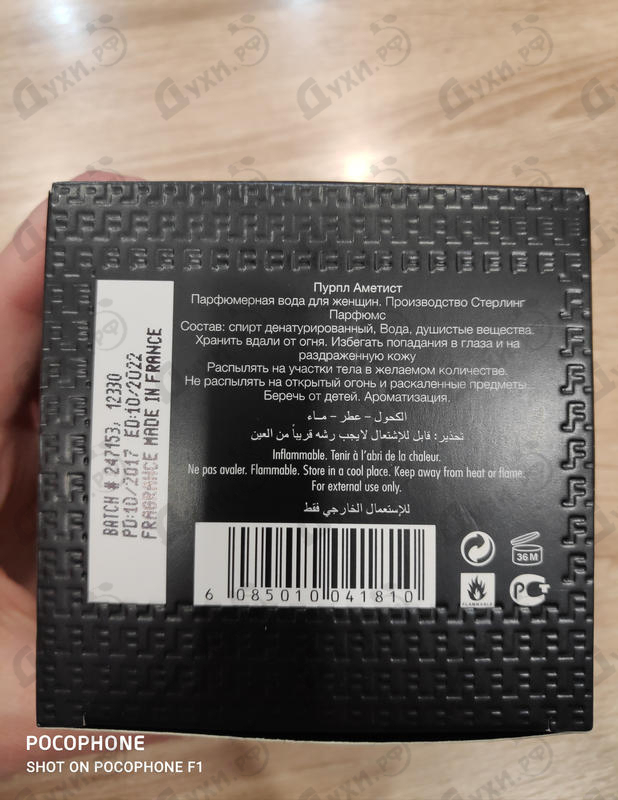 Пурпл Аметист
Парфюмерная вода для женщин. Производство Стерлинг
Парфюмс
Состав: спирт денатурированный, Вода, душистые вещества.
Хранить вдали от огня. Избегать попадания в глаза и на
раздраженную кожу
Распылять на участки тела в желаемом количестве.
Не распылять на открытый огонь и раскаленные предметы.
Беречь от детей. Ароматизация.
الكحول – عطر – مـاء
تحذير: قابل للإشتعال لايجب رشه قريباً من العين
Inflammable. Tenir à l'abri de la chaleur.
Ne pas avaler. Flammable. Store in a cool place. Keep away from heat or flame.
For external use only.
للإستعمال الخارجي فقط
BATCH # 247153, 12330
PD:10/2017 ED:10/2022
FRAGRANCE MADE IN FRANCE
6 085010 041810
36 M
FLAMMABLE
РСТ
POCOPHONE
SHOT ON POCOPHONE F1
Духи.РФ